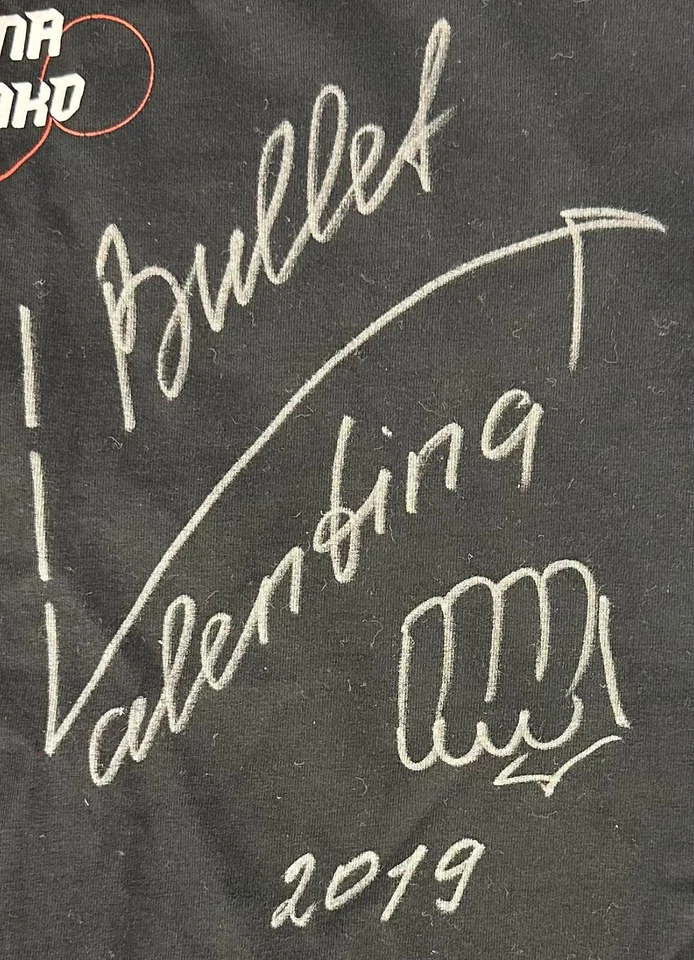 NA
NKO
Bullet
Valentina
2019